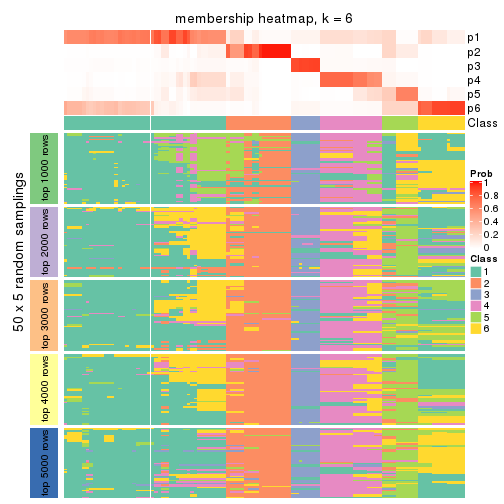 membership heatmap, k = 6
p1
p2
p3
p4
p5
p6
Class
50 x 5 random samplings
top 1000 rows
top 2000 rows
top 3000 rows
top 4000 rows
top 5000 rows
Prob
1
0.8
0.6
0.4
0.2
0
Class
1
2
3
4
5
6